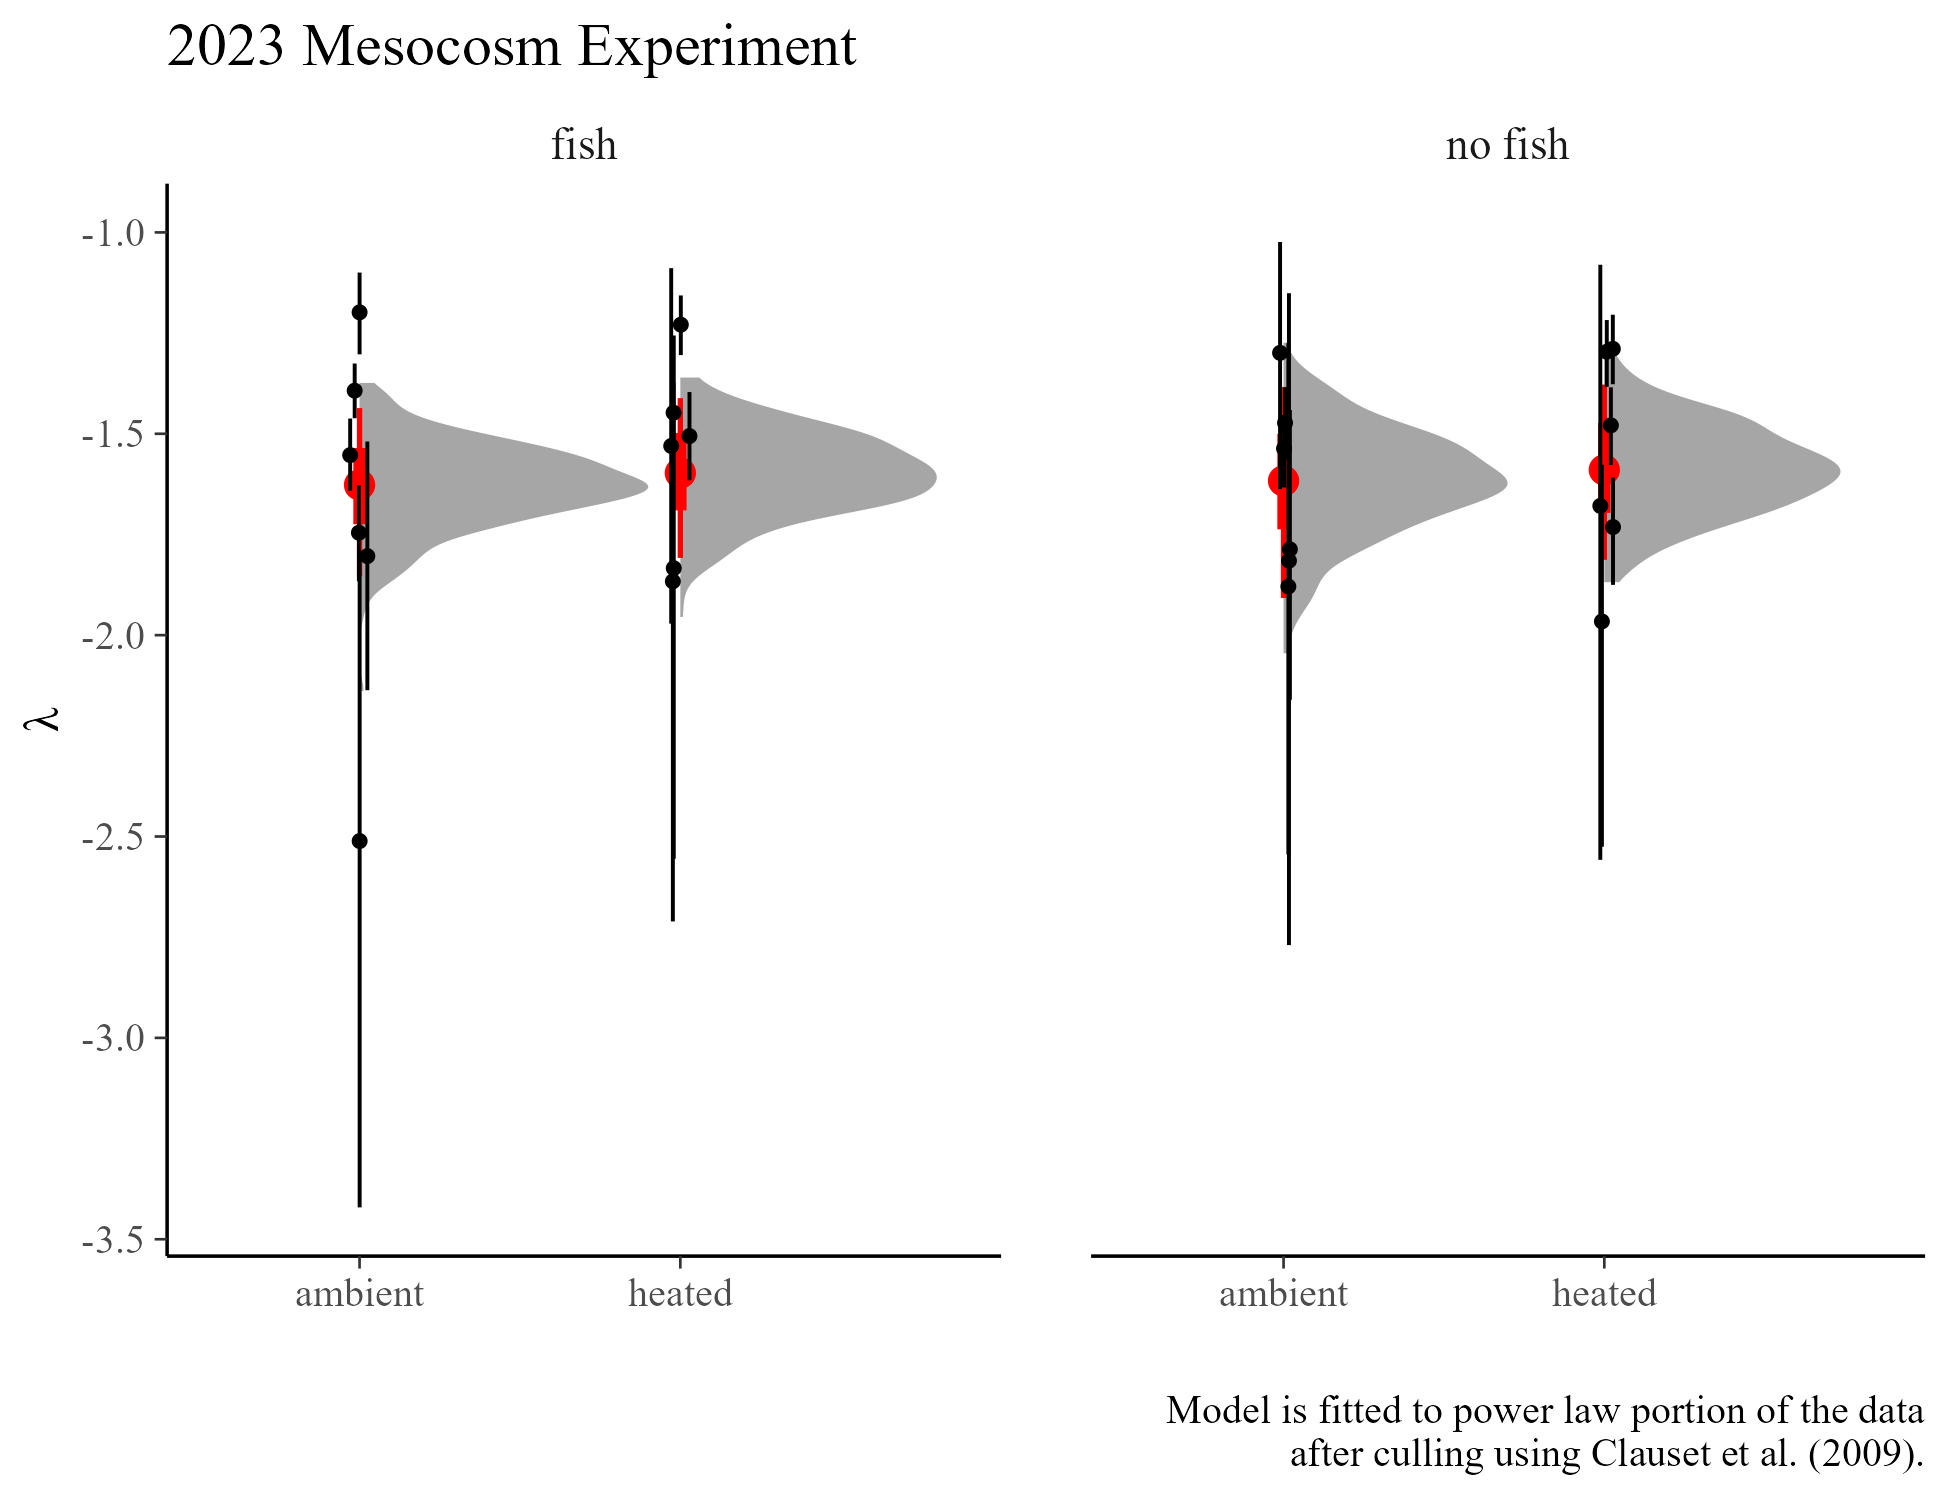 2023 Mesocosm Experiment
fish
no fish
-1.0
-1.5
-2.0
-2.5
-3.0
-3.5
λ
ambient
heated
ambient
heated
Model is fitted to power law portion of the data
after culling using Clauset et al. (2009).